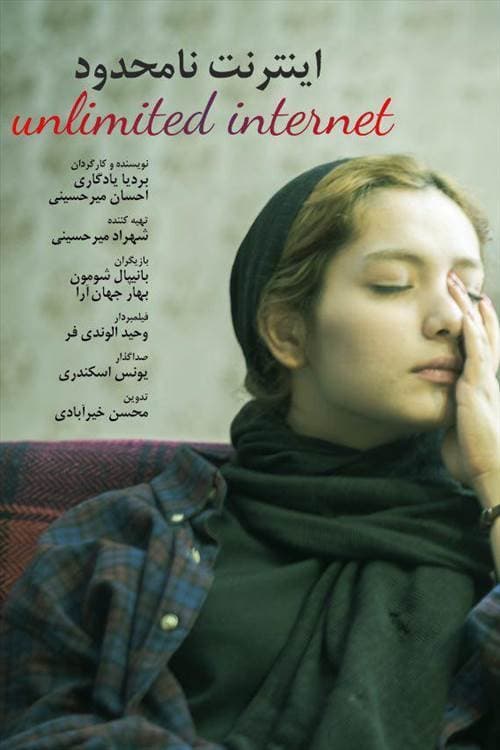 اینترنت نامحدود
unlimited internet
نویسنده و کارگردان
بردیا یادگاری
احسان میرحسینی
تهیه کننده
شهراد میرحسینی
بازیگران
بانیپال شومون
بهار جهان آرا
فیلمبردار
وحید الوندی فر
صداگذار
یونس اسکندری
تدوین
محسن خیرآبادی